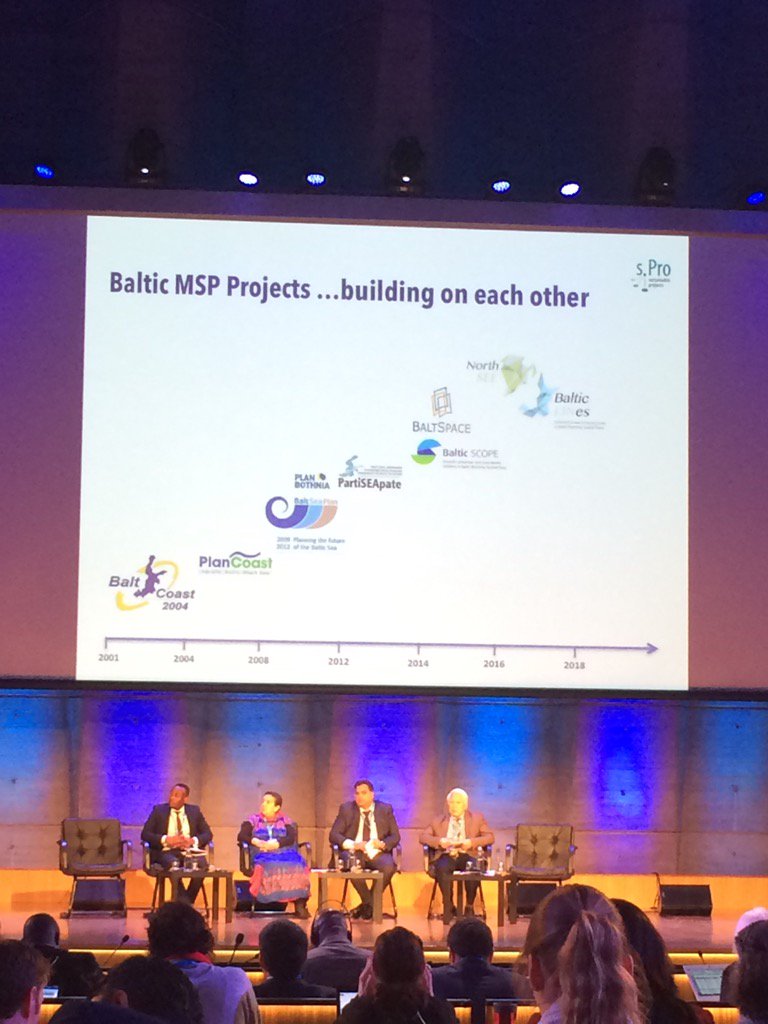 s.Pro
sustainable
projects
Baltic MSP Projects ...building on each other
North
SEE
Baltic
LINes
BALTSPACE
Baltic SCOPE
PLAN
BOTHNIA
PartiSEApate
BaltSeaPlan
2009 Planning the Future
2012 of the Baltic Sea
PlanCoast
Balt
Coast
2004
2001
2004
2008
2012
2014
2016
2018